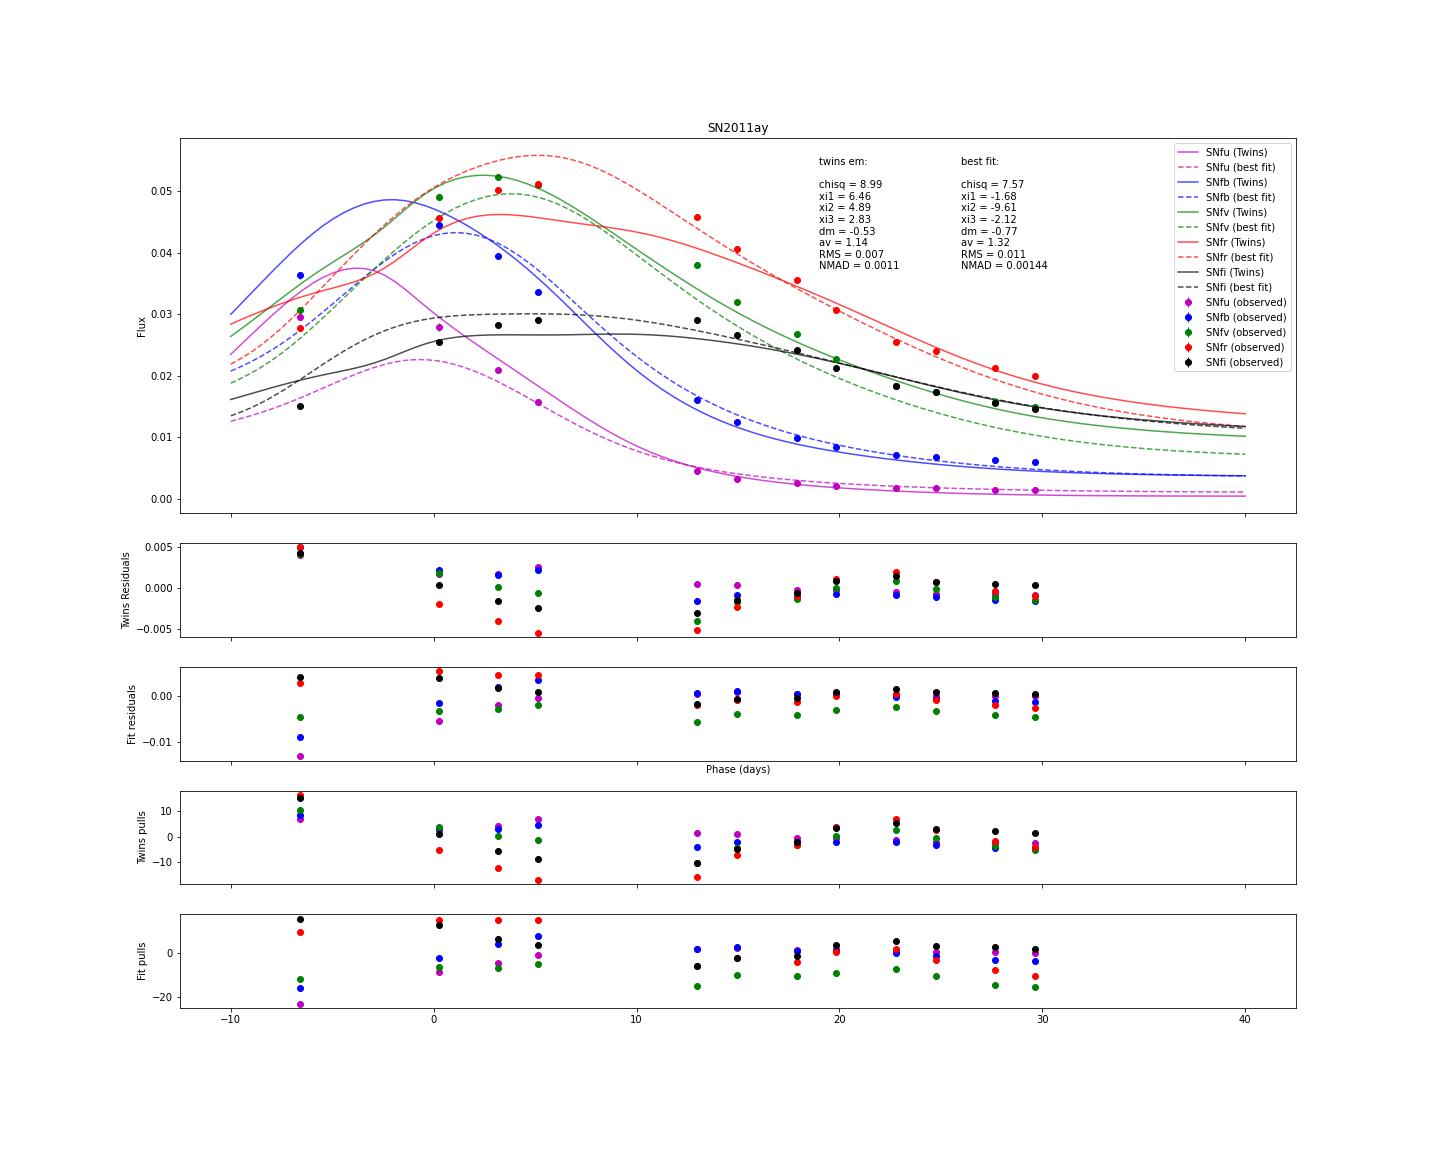 SN2011ay
twins em:
chisq = 8.99
xi1 = 6.46
xi2 = 4.89
xi3 = 2.83
dm = -0.53
av = 1.14
RMS = 0.007
NMAD = 0.0011
best fit:
chisq = 7.57
xi1 = -1.68
xi2 = -9.61
xi3 = -2.12
dm = -0.77
av = 1.32
RMS = 0.011
NMAD = 0.00144
SNfu (Twins)
SNfu (best fit)
SNfb (Twins)
SNfb (best fit)
SNfv (Twins)
SNfv (best fit)
SNfr (Twins)
SNfr (best fit)
SNfi (Twins)
SNfi (best fit)
SNfu (observed)
SNfb (observed)
SNfv (observed)
SNfr (observed)
SNfi (observed)
Flux
0.05
0.04
0.03
0.02
0.01
0.00
Twins Residuals
0.005
0.000
−0.005
Fit residuals
0.00
−0.01
Phase (days)
Twins pulls
10
0
−10
Fit pulls
0
−20
−10
0
10
20
30
40